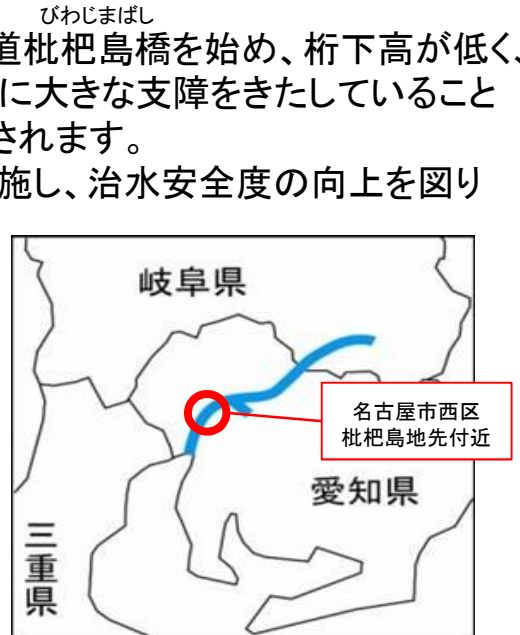 びわじまばし
道枇杷島橋を始め、桁下高が低く、
に大きな支障をきたしていること
されます。
施し、治水安全度の向上を図り
岐阜県
名古屋市西区
枇杷島地先付近
愛知県
三重県